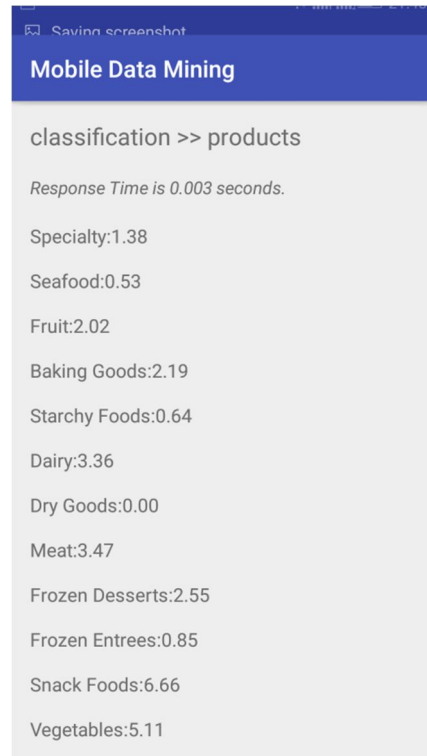 Saving screenshot
Mobile Data Mining
classification >> products
Response Time is 0.003 seconds.
Specialty:1.38
Seafood:0.53
Fruit:2.02
Baking Goods:2.19
Starchy Foods:0.64
Dairy:3.36
Dry Goods:0.00
Meat:3.47
Frozen Desserts:2.55
Frozen Entrees:0.85
Snack Foods:6.66
Vegetables:5.11